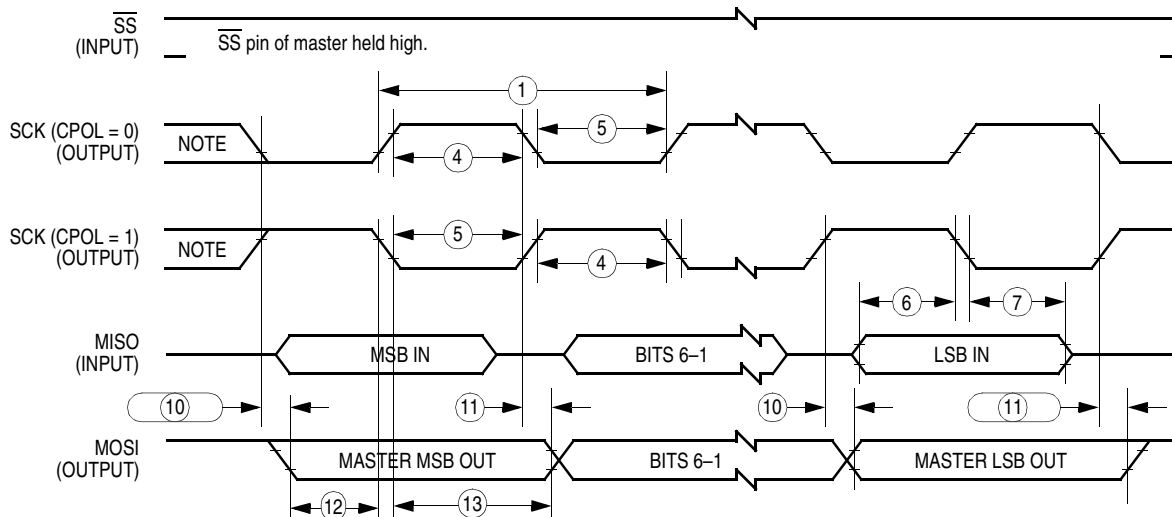 SS
(INPUT)
SS pin of master held high.
1
SCK (CPOL = 0)
(OUTPUT)
NOTE
5
4
SCK (CPOL = 1)
(OUTPUT)
NOTE
5
4
6
7
MISO
(INPUT)
MSB IN
BITS 6–1
LSB IN
10
11
10
11
MOSI
(OUTPUT)
MASTER MSB OUT
BITS 6–1
MASTER LSB OUT
12
13